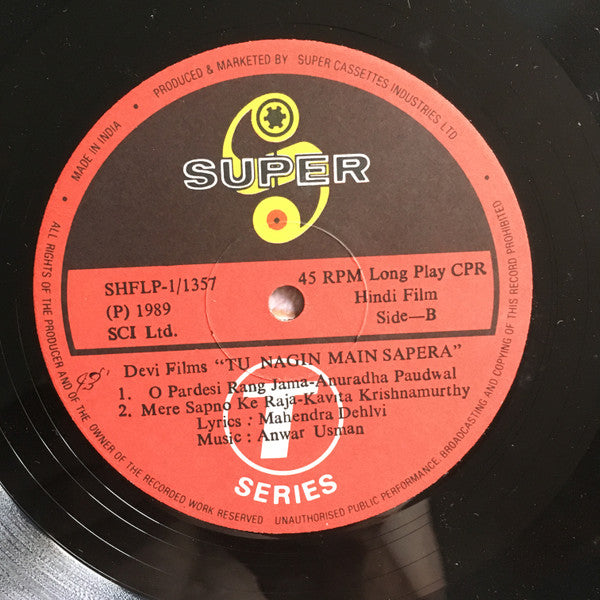 PRODUCED & MARKETED BY SUPER CASSETTES INDUSTRIES LTD
• MADE IN INDIA •
SUPER
SHFLP-1/1357
(P) 1989
SCI Ltd.
45 RPM Long Play CPR
Hindi Film
Side—B
Devi Films "TU NAGIN MAIN SAPERA"
1. O Pardesi Rang Jama-Anuradha Paudwal
2. Mere Sapno Ke Raja-Kavita Krishnamurthy
Lyrics : Mahendra Dehlvi
Music : Anwar Usman
T
SERIES
ALL RIGHTS OF THE PRODUCER AND OF THE OWNER OF THE RECORDED WORK RESERVED UNAUTHORISED PUBLIC PERFORMANCE, BROADCASTING AND COPYING OF THIS RECORD PROHIBITED